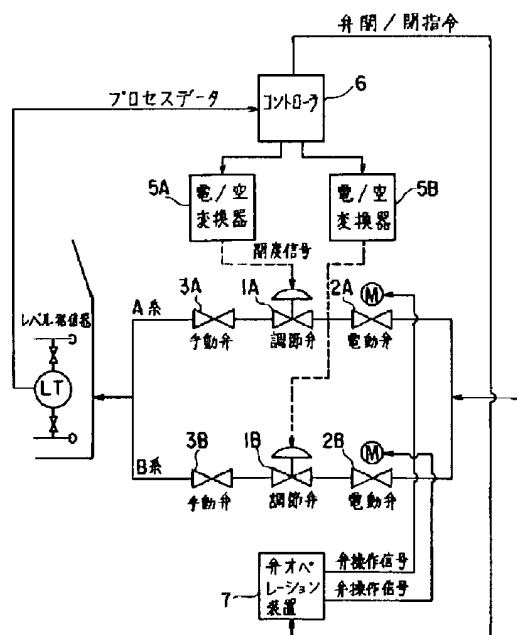 弁開/閉指令
6
コントローラ
プロセスデータ
5A
電/空
変換器
電/空
変換器
5B
開度信号
3A
1A
2A
M
A系
手動弁
調節弁
電動弁
レベル発信器
LT
B系
3B
1B
2B
M
手動弁
調節弁
電動弁
7
弁オペ
レーション
装置
弁操作信号
弁操作信号